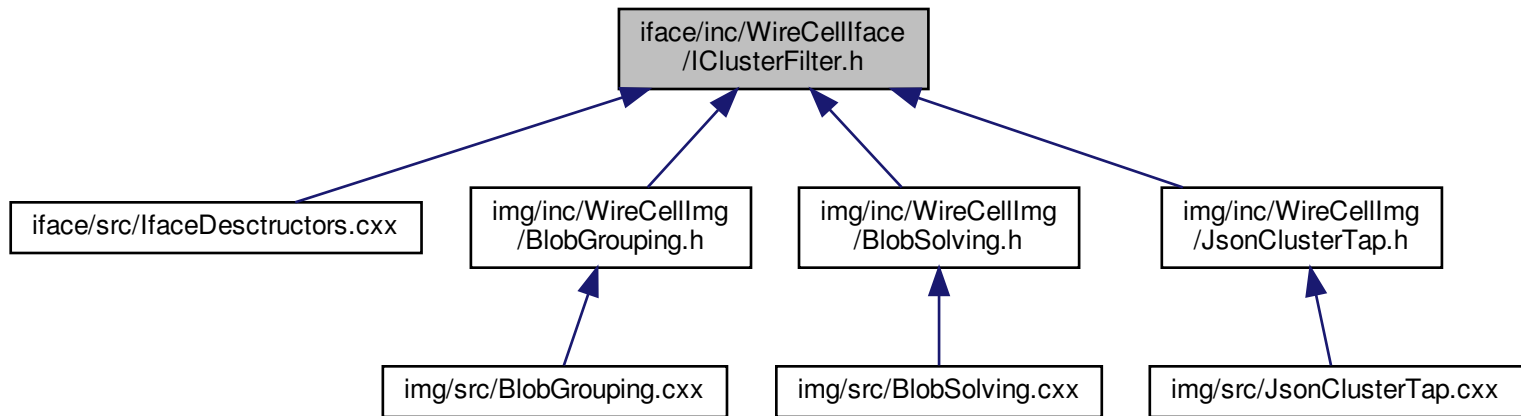 iface/inc/WireCellIface
/IClusterFilter.h
iface/src/IfaceDesctructors.cxx
img/inc/WireCellImg
/BlobGrouping.h
img/inc/WireCellImg
/BlobSolving.h
img/inc/WireCellImg
/JsonClusterTap.h
img/src/BlobGrouping.cxx
img/src/BlobSolving.cxx
img/src/JsonClusterTap.cxx